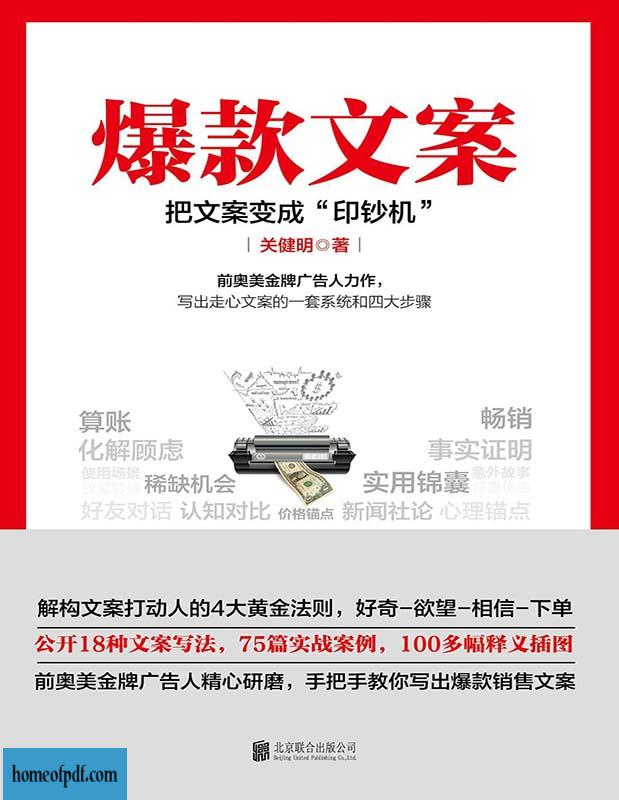 爆款文案
把文案变成“印钞机”
|关健明◎著|
前奥美金牌广告人力作，
写出走心文案的一套系统和四大步骤
算账 畅销
化解顾虑 事实证明
使用场景 意外故事
稀缺机会 实用锦囊
好友对话 认知对比 价格锚点 新闻社论 心理锚点
解构文案打动人的4大黄金法则，好奇-欲望-相信-下单
公开18种文案写法，75篇实战案例，100多幅释义插图
前奥美金牌广告人精心研磨，手把手教你写出爆款销售文案
北京联合出版公司
Beijing United Publishing Co.,Ltd.
homeofpdf.com